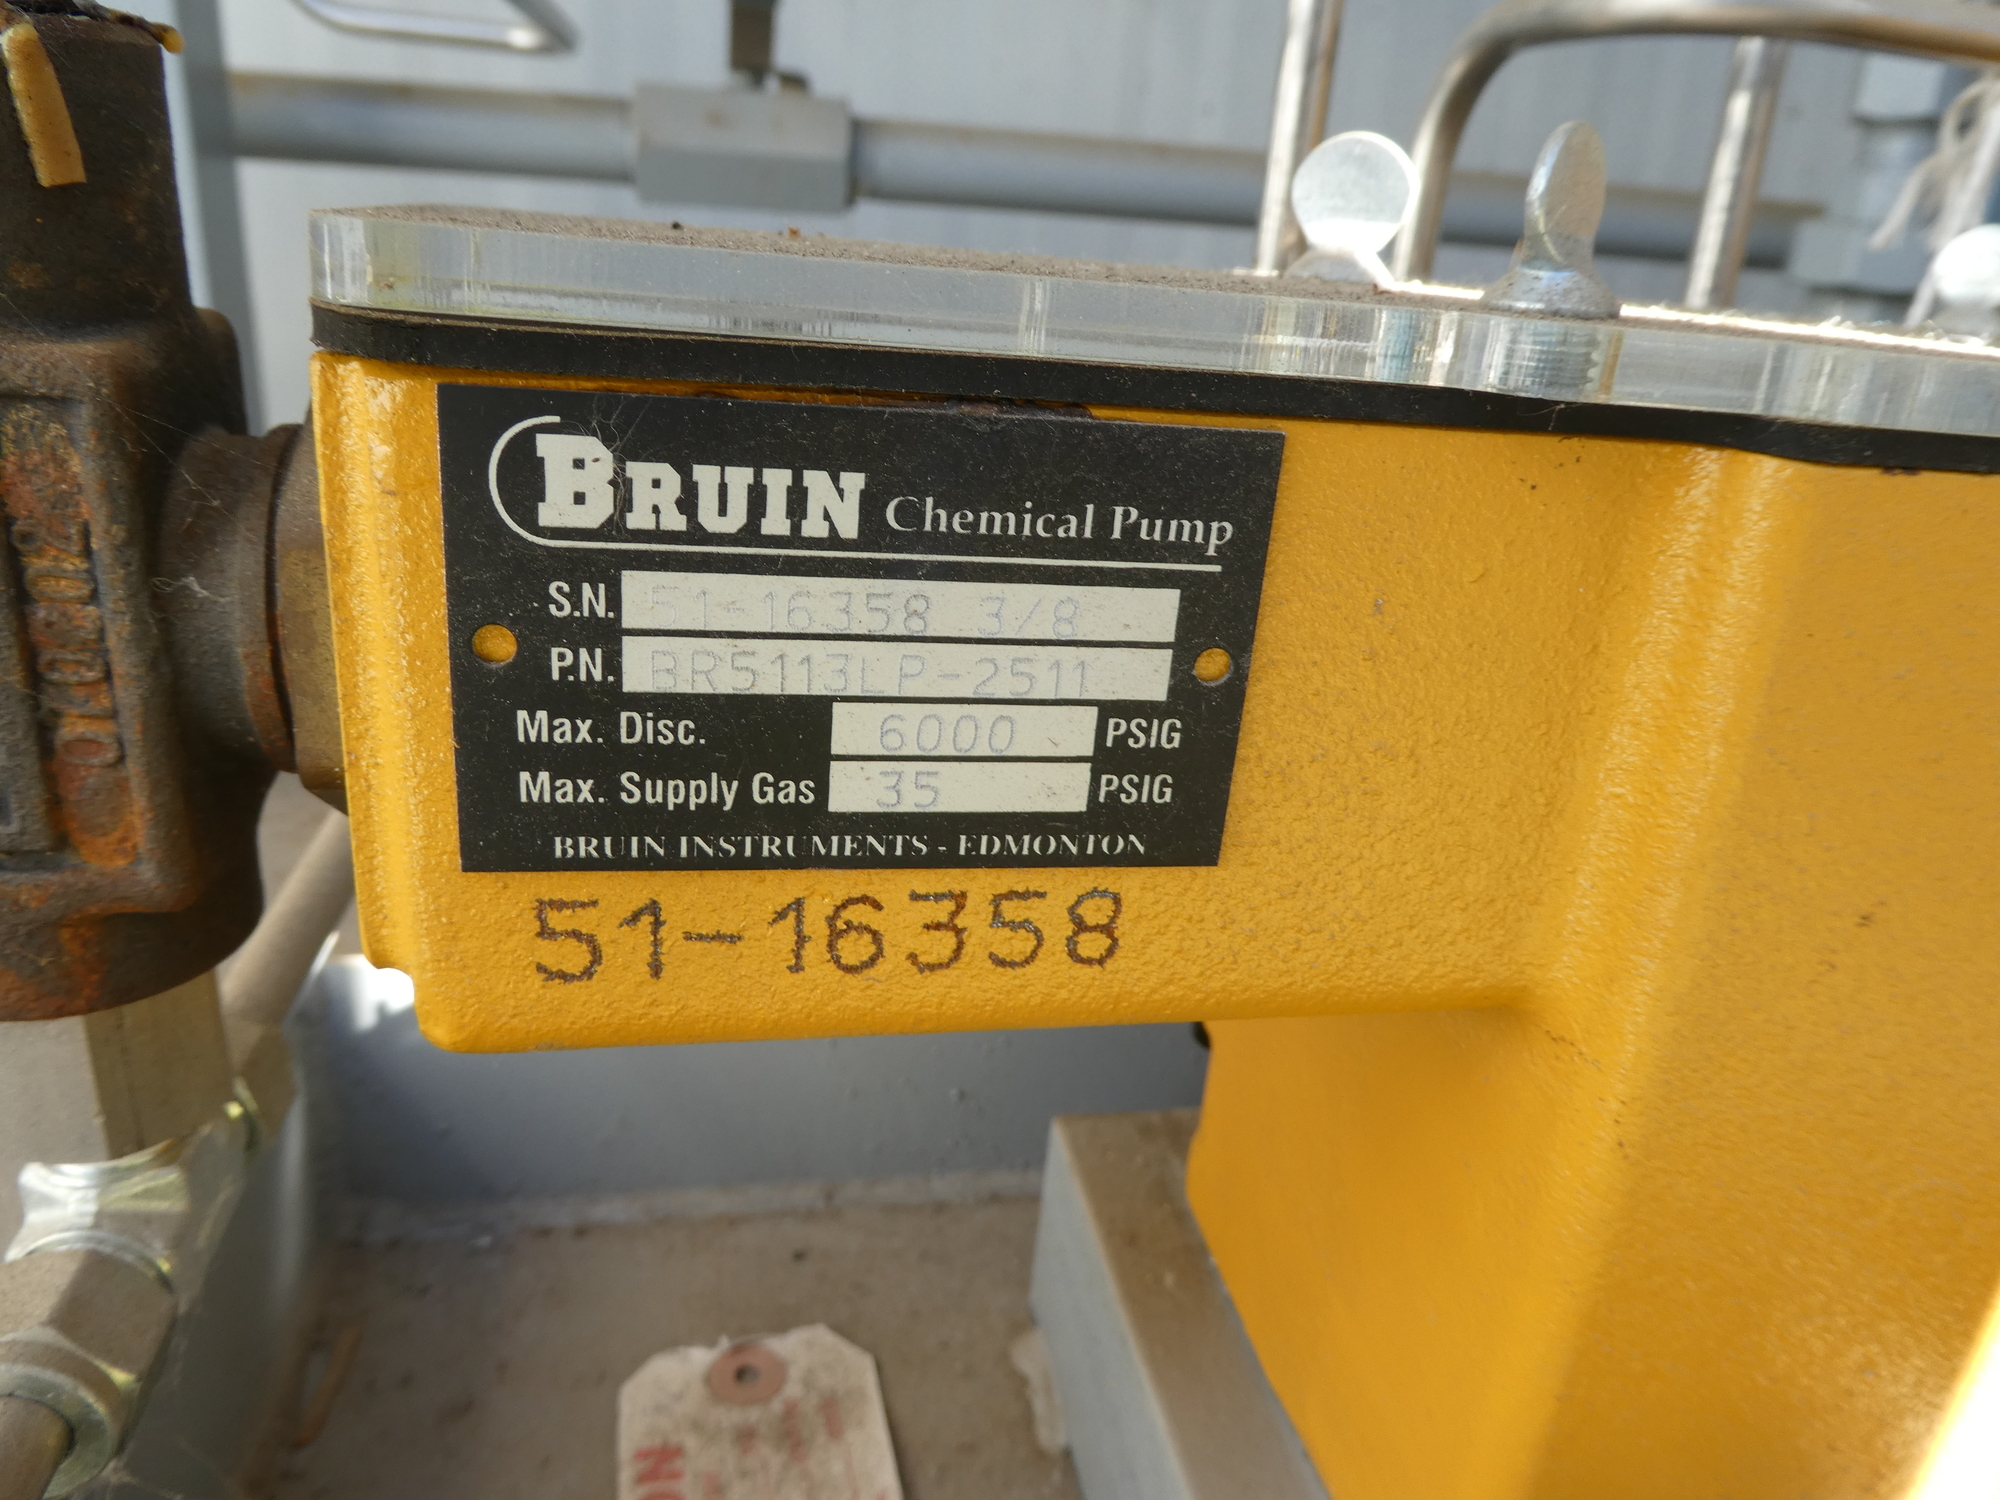 BRUIN Chemical Pump
S.N. 51-16358 3/8
P.N. BR5113LP-2511
Max. Disc. 6000 PSIG
Max. Supply Gas 35 PSIG
BRUIN INSTRUMENTS - EDMONTON
51-16358